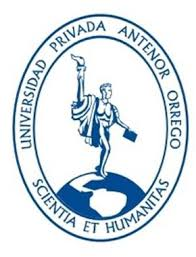 UNIVERSIDAD PRIVADA ANTENOR ORREGO
SCIENTIA ET HUMANITAS